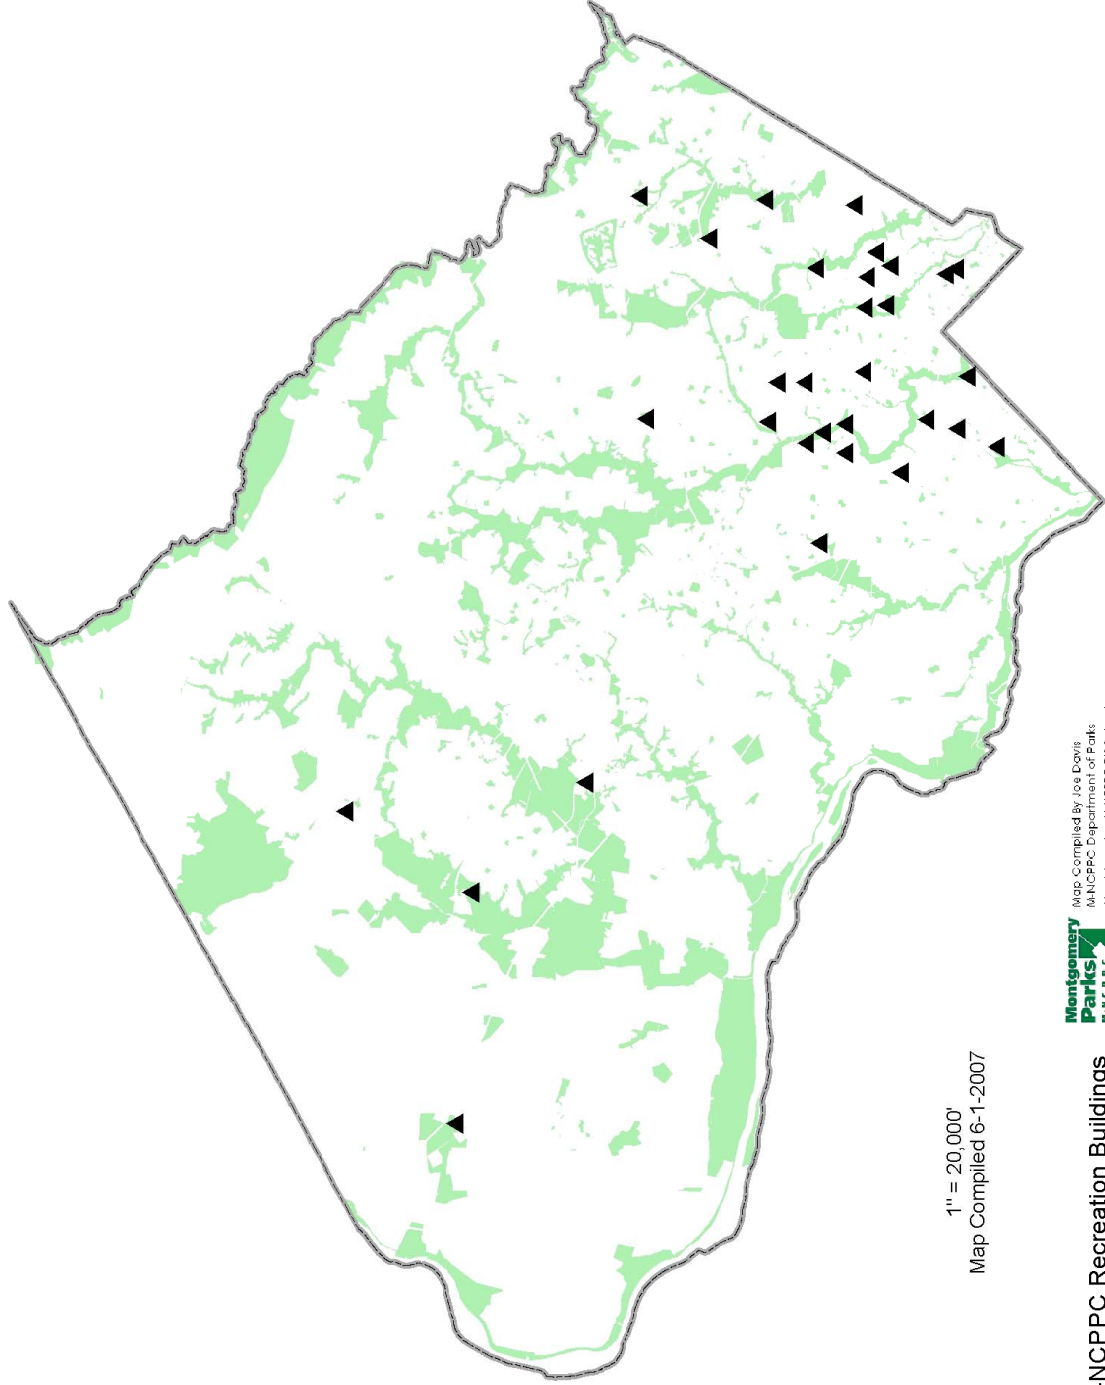 1" = 20,000'
Map Compiled 6-1-2007
-NCPPC Recreation Buildings
Montgomery
Parks
Map Compiled By Joe Davis
M-NCPPC Department of Parks